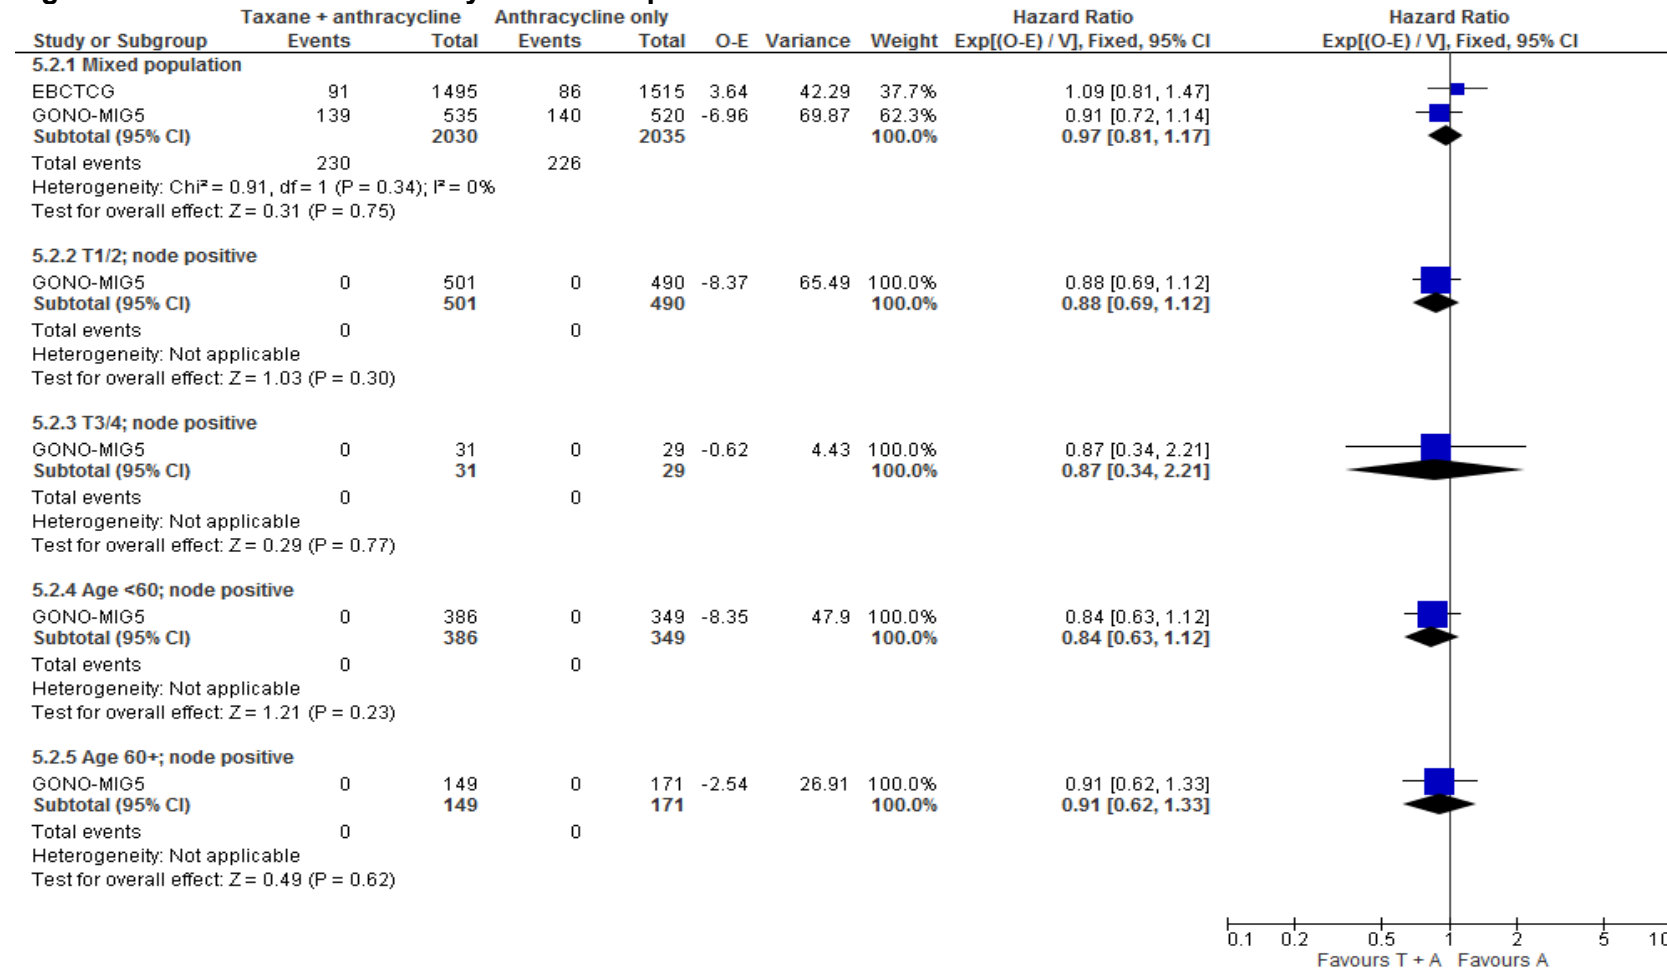 Taxane + anthracycline Anthracycline only Hazard Ratio Hazard Ratio
Study or Subgroup Events Total Events Total O-E Variance Weight Exp[(O-E) / V], Fixed, 95% CI Exp[(O-E) / V], Fixed, 95% CI
5.2.1 Mixed population
EBCTCG 91 1495 86 1515 3.64 42.29 37.7% 1.09 [0.81, 1.47]
GONO-MIG5 139 535 140 520 -6.96 69.87 62.3% 0.91 [0.72, 1.14]
Subtotal (95% CI) 2030 2035 100.0% 0.97 [0.81, 1.17]
Total events 230 226
Heterogeneity: Chi² = 0.91, df = 1 (P = 0.34); I² = 0%
Test for overall effect: Z = 0.31 (P = 0.75)
5.2.2 T1/2; node positive
GONO-MIG5 0 501 0 490 -8.37 65.49 100.0% 0.88 [0.69, 1.12]
Subtotal (95% CI) 501 490 100.0% 0.88 [0.69, 1.12]
Total events 0 0
Heterogeneity: Not applicable
Test for overall effect: Z = 1.03 (P = 0.30)
5.2.3 T3/4; node positive
GONO-MIG5 0 31 0 29 -0.62 4.43 100.0% 0.87 [0.34, 2.21]
Subtotal (95% CI) 31 29 100.0% 0.87 [0.34, 2.21]
Total events 0 0
Heterogeneity: Not applicable
Test for overall effect: Z = 0.29 (P = 0.77)
5.2.4 Age <60; node positive
GONO-MIG5 0 386 0 349 -8.35 47.9 100.0% 0.84 [0.63, 1.12]
Subtotal (95% CI) 386 349 100.0% 0.84 [0.63, 1.12]
Total events 0 0
Heterogeneity: Not applicable
Test for overall effect: Z = 1.21 (P = 0.23)
5.2.5 Age 60+; node positive
GONO-MIG5 0 149 0 171 -2.54 26.91 100.0% 0.91 [0.62, 1.33]
Subtotal (95% CI) 149 171 100.0% 0.91 [0.62, 1.33]
Total events 0 0
Heterogeneity: Not applicable
Test for overall effect: Z = 0.49 (P = 0.62)
0.1 0.2 0.5 1 2 5 10
Favours T + A Favours A